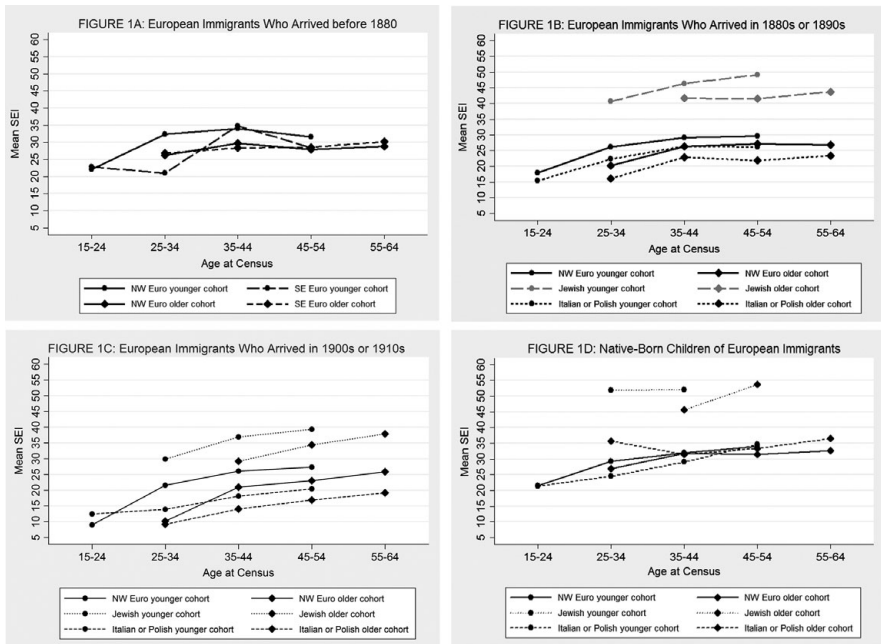 FIGURE 1A: European Immigrants Who Arrived before 1880
Mean SEI
60
55
50
45
40
35
30
25
20
15
10
5
15-24 25-34 35-44 45-54 55-64
Age at Census
NW Euro younger cohort SE Euro younger cohort
NW Euro older cohort SE Euro older cohort
FIGURE 1B: European Immigrants Who Arrived in 1880s or 1890s
Mean SEI
60
55
50
45
40
35
30
25
20
15
10
5
15-24 25-34 35-44 45-54 55-64
Age at Census
NW Euro younger cohort NW Euro older cohort
Jewish younger cohort Jewish older cohort
Italian or Polish younger cohort Italian or Polish older cohort
FIGURE 1C: European Immigrants Who Arrived in 1900s or 1910s
Mean SEI
60
55
50
45
40
35
30
25
20
15
10
5
15-24 25-34 35-44 45-54 55-64
Age at Census
NW Euro younger cohort NW Euro older cohort
Jewish younger cohort Jewish older cohort
Italian or Polish younger cohort Italian or Polish older cohort
FIGURE 1D: Native-Born Children of European Immigrants
Mean SEI
60
55
50
45
40
35
30
25
20
15
10
5
15-24 25-34 35-44 45-54 55-64
Age at Census
NW Euro younger cohort NW Euro older cohort
Jewish younger cohort Jewish older cohort
Italian or Polish younger cohort Italian or Polish older cohort